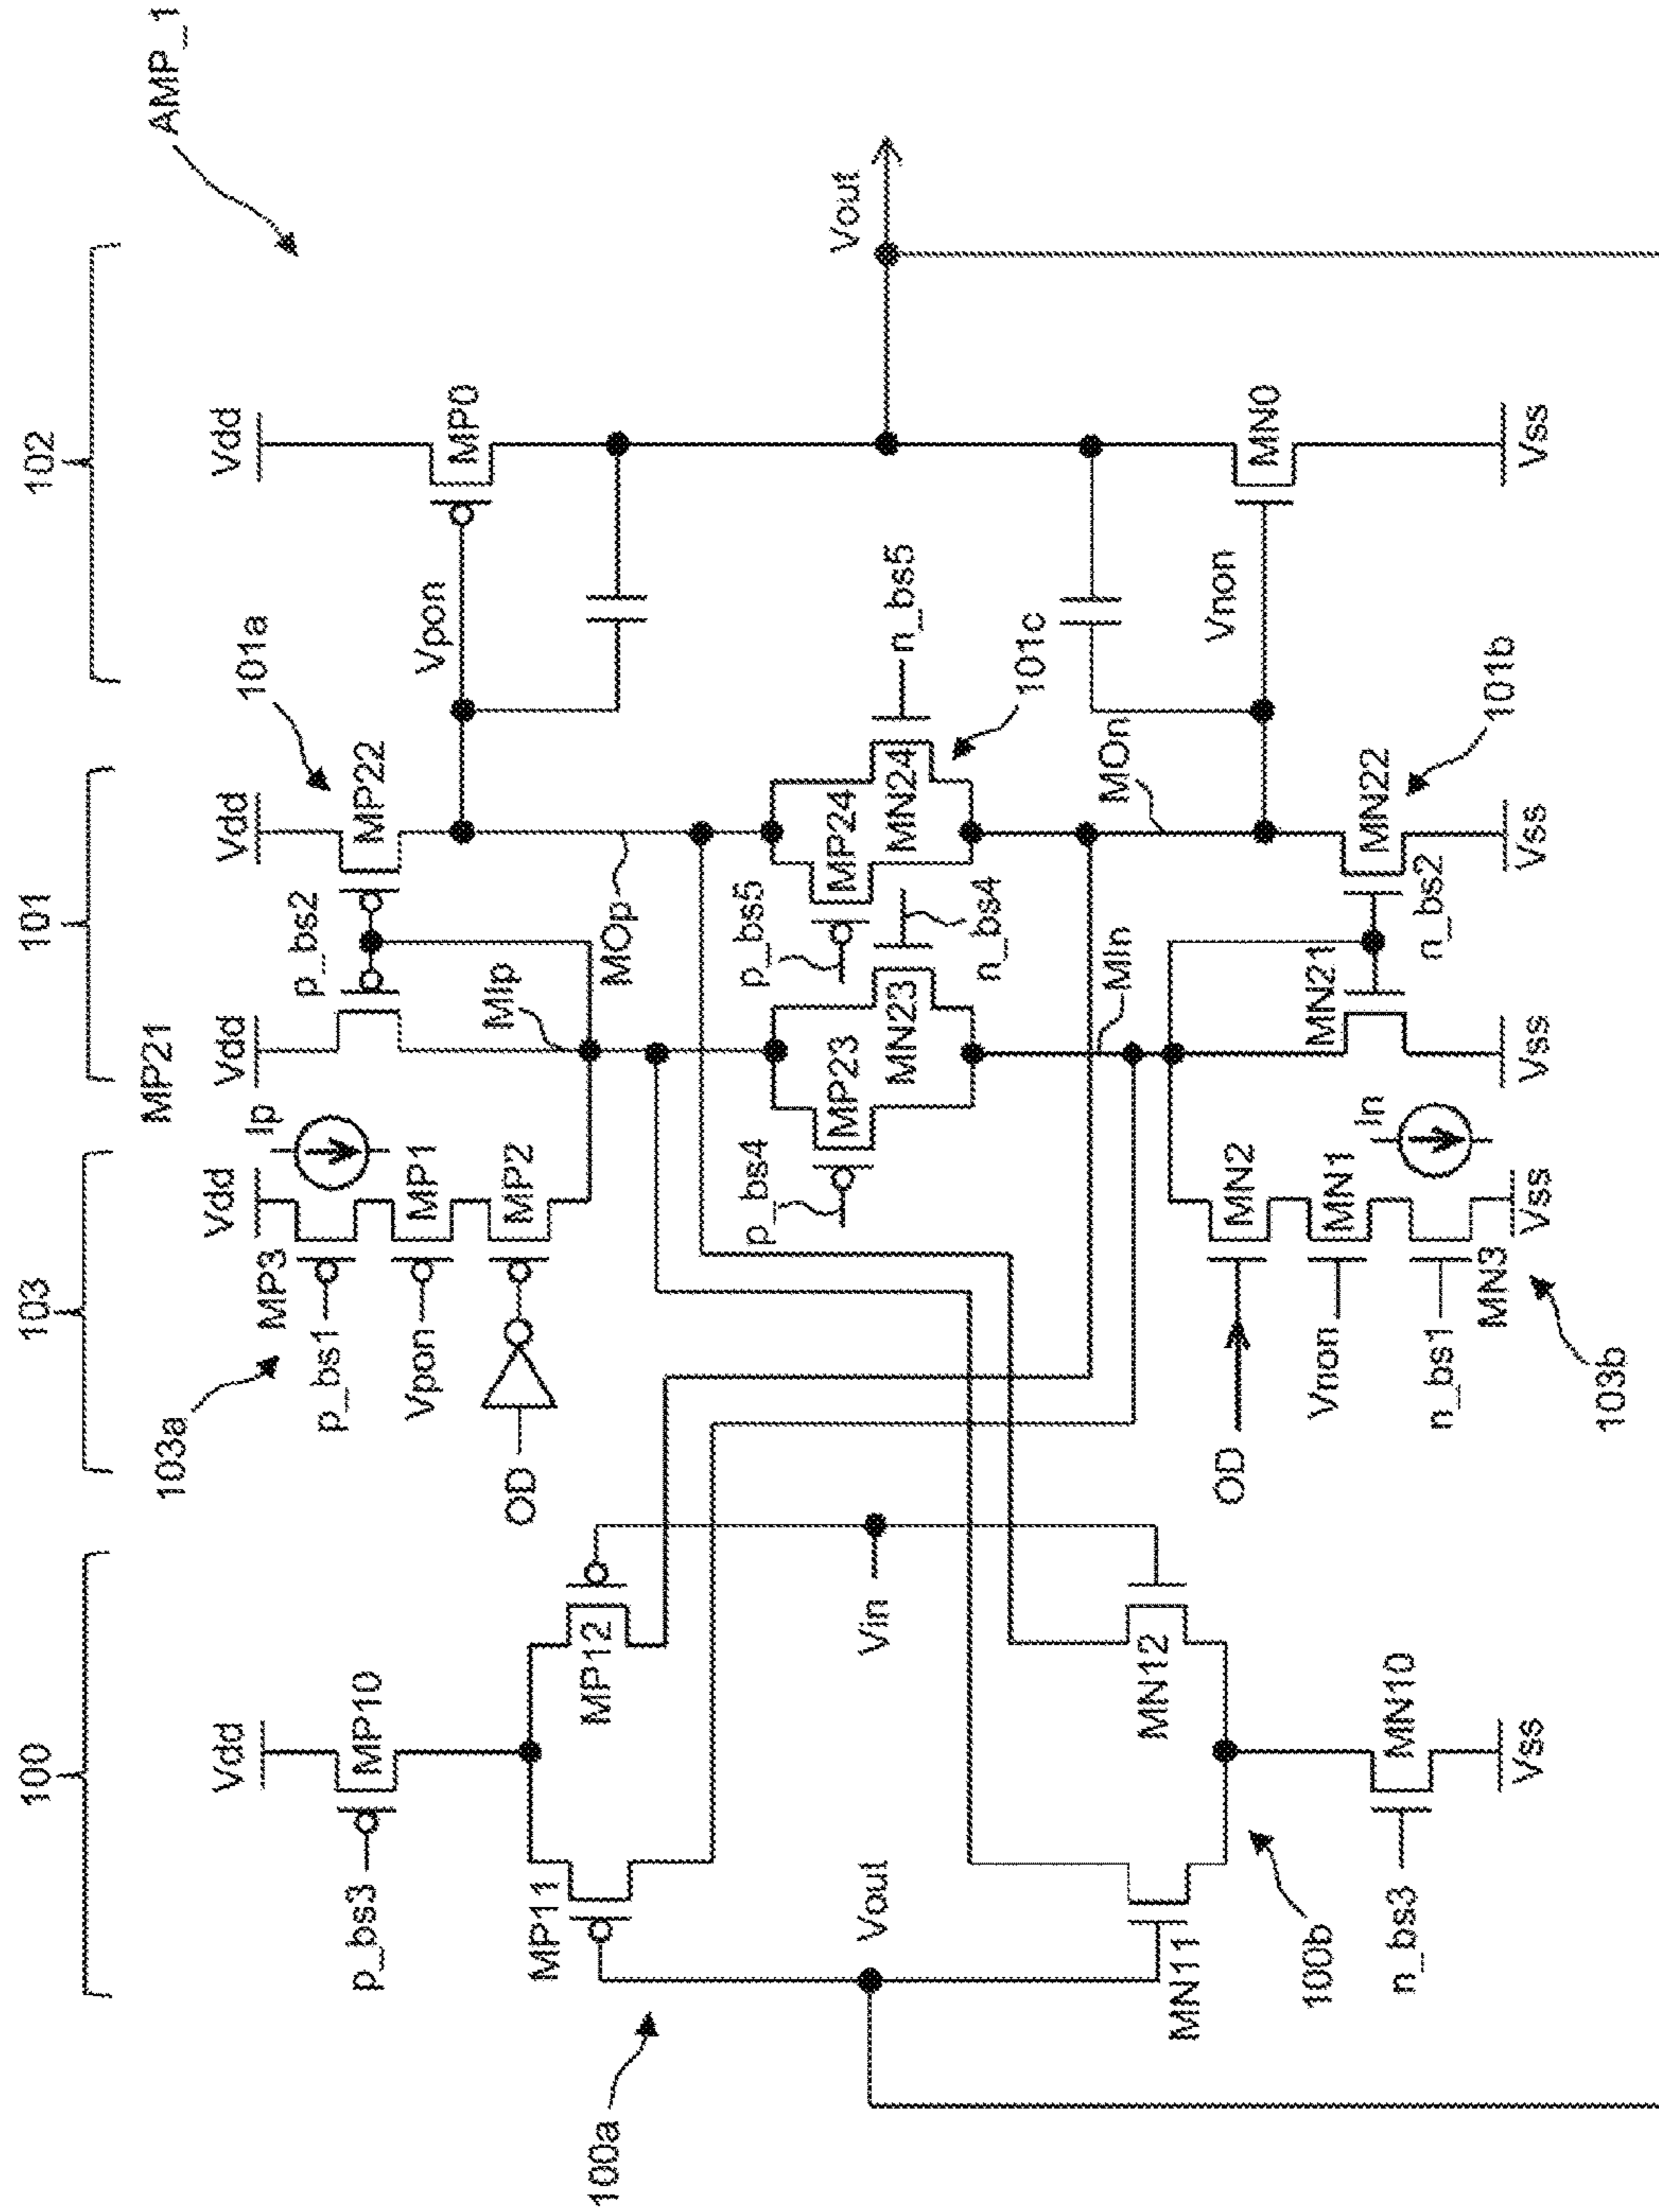 AMP_1
100
103
101
102
Vdd
p_bs3
MP10
100a
MP11
MP12
Vout
Vin
MN11
MN12
100b
n_bs3
MN10
Vss
103a
Vdd
Ip
MP3
p_bs1
Vpon
MP1
OD
MP2
OD
MN2
Vnon
MN1
In
n_bs1
MN3
Vss
103b
MP21
Vdd
p_bs2
Vdd
MP22
101a
MIp
MOp
p_bs4
MP23
MN23
n_bs4
p_bs5
MP24
MN24
n_bs5
101c
MIn
MOn
MN21
n_bs2
MN22
101b
Vss
Vss
Vdd
MP0
Vpon
Vout
Vnon
MN0
Vss